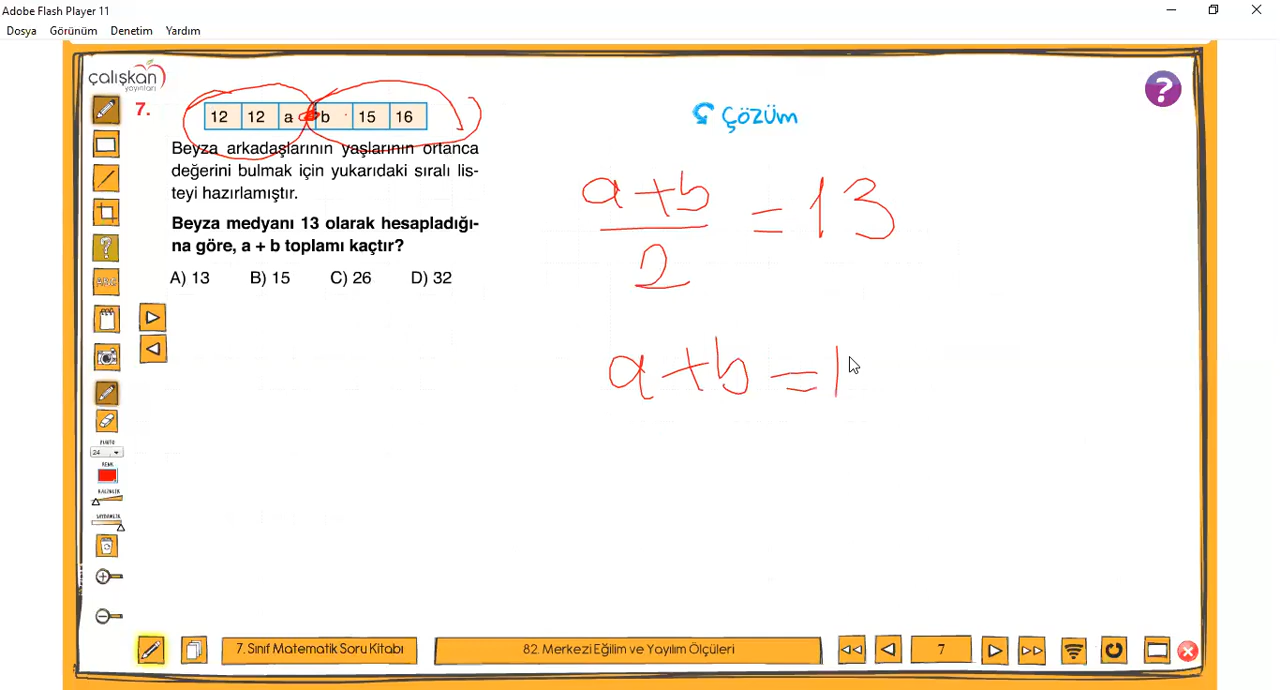 Adobe Flash Player 11
Dosya Görünüm Denetim Yardım
çalışkan
yayınları
7.
12 12 a b 15 16
Beyza arkadaşlarının yaşlarının ortanca
değerini bulmak için yukarıdaki sıralı lis-
teyi hazırlamıştır.
Beyza medyanı 13 olarak hesapladığı-
na göre, a + b toplamı kaçtır?
A) 13 B) 15 C) 26 D) 32
çözüm
a+b
2
= 13
a+b = 1
?
24
RENK
7. Sınıf Matematik Soru Kitabı
82. Merkezi Eğilim ve Yayılım Ölçüleri
7